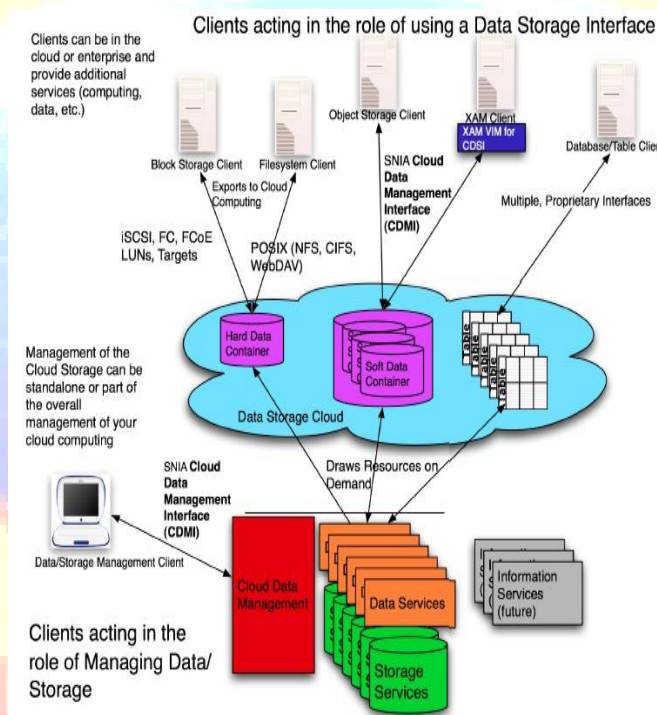 Clients acting in the role of using a Data Storage Interface
Clients can be in the
cloud or enterprise and
provide additional
services (computing,
data, etc.)
Block Storage Client
Filesystem Client
Object Storage Client
XAM Client
XAM VIM for
CDSI
Database/Table Client
Exports to Cloud
Computing
SNIA Cloud
Data
Management
Interface
(CDMI)
Multiple, Proprietary Interfaces
iSCSI, FC, FCoE
LUNs, Targets
POSIX (NFS, CIFS,
WebDAV)
Hard Data
Container
Soft Data
Container
Table
Table
Table
Table
Table
Data Storage Cloud
Management of the
Cloud Storage can be
standalone or part of
the overall
management of your
cloud computing
Draws Resources on
Demand
SNIA Cloud
Data
Management
Interface
(CDMI)
Data/Storage Management Client
Cloud Data
Management
Data Services
Storage
Services
Information
Services
(future)
Clients acting in the
role of Managing Data/
Storage